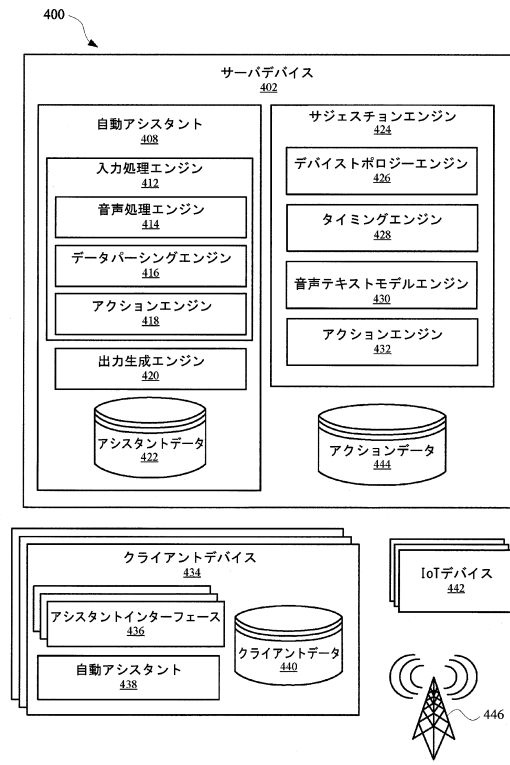 400
サーバデバイス
402
自動アシスタント
408
入力処理エンジン
412
音声処理エンジン
414
データパーシングエンジン
416
アクションエンジン
418
出力生成エンジン
420
アシスタントデータ
422
サジェスチョンエンジン
424
デバイストポロジーエンジン
426
タイミングエンジン
428
音声テキストモデルエンジン
430
アクションエンジン
432
アクションデータ
444
クライアントデバイス
434
アシスタントインターフェース
436
自動アシスタント
438
クライアントデータ
440
IoTデバイス
442
446